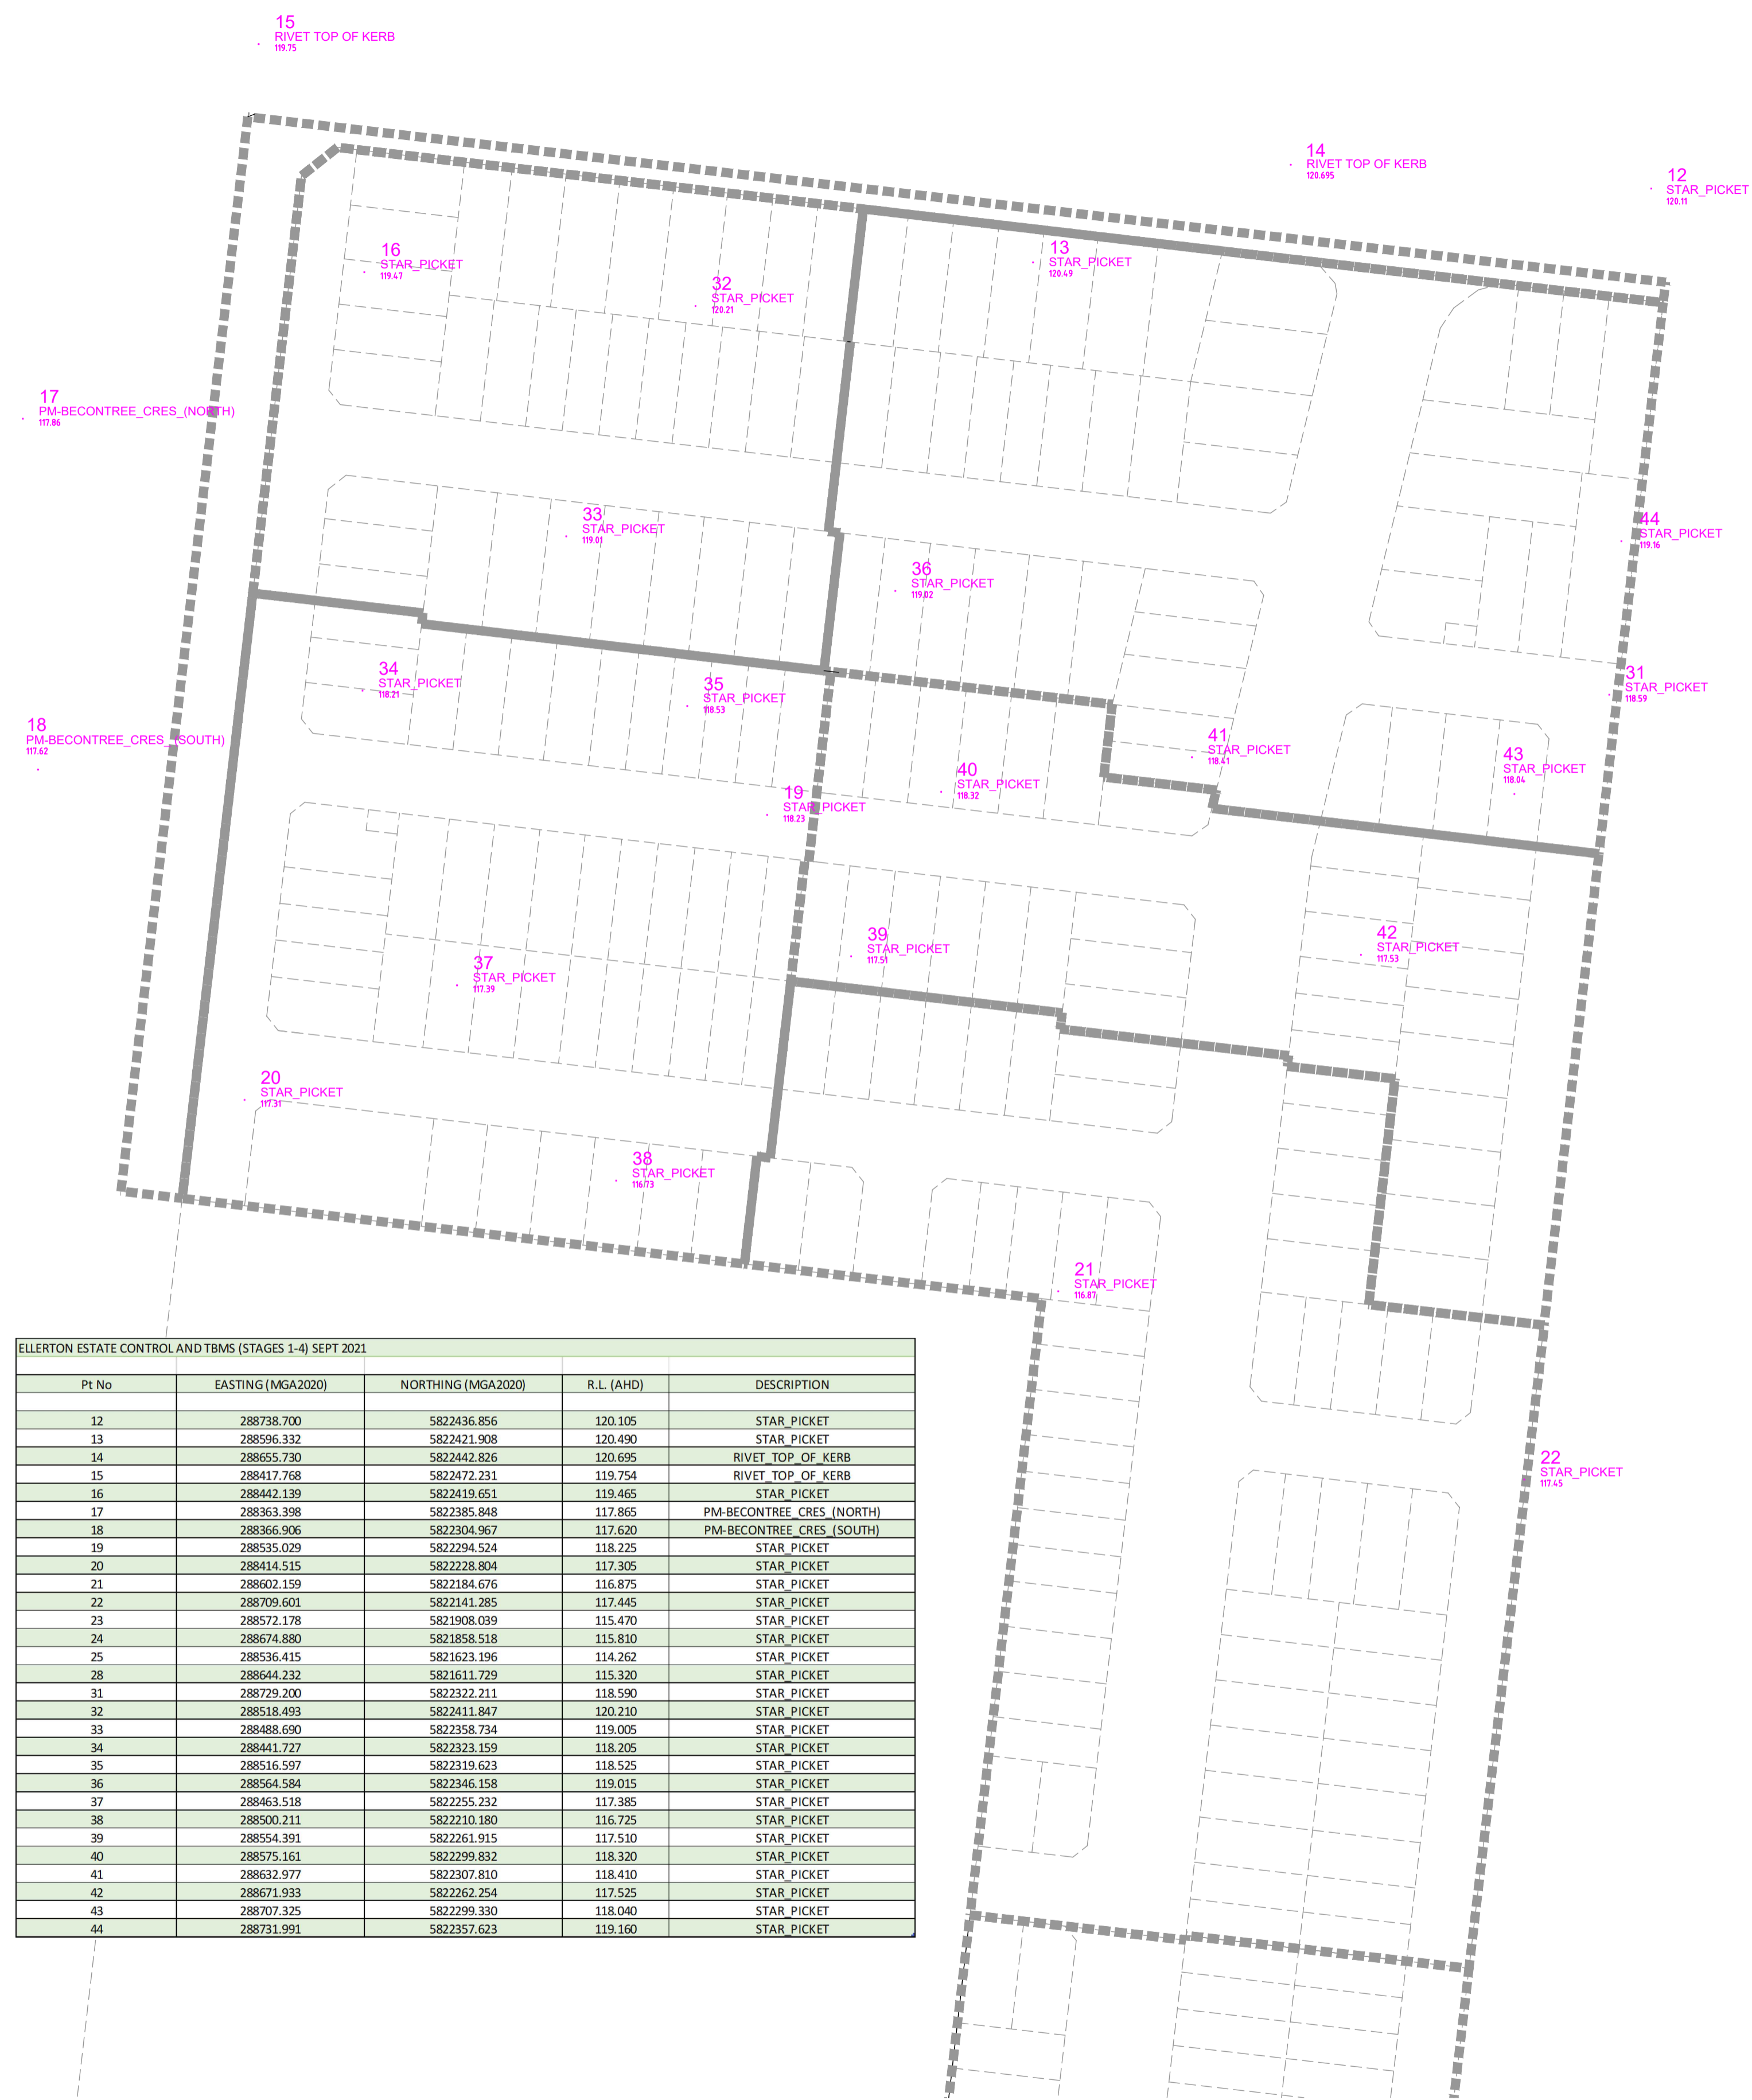 15
RIVET TOP OF KERB
119.75
14
RIVET TOP OF KERB
120.695
12
STAR_PICKET
120.11
16
STAR_PICKET
119.47
13
STAR_PICKET
120.49
32
STAR_PICKET
120.21
17
PM-BECONTREE_CRES_(NORTH)
117.86
33
STAR_PICKET
119.01
44
STAR_PICKET
119.16
36
STAR_PICKET
119.02
34
STAR_PICKET
118.21
35
STAR_PICKET
118.53
31
STAR_PICKET
118.59
18
PM-BECONTREE_CRES_(SOUTH)
117.62
41
STAR_PICKET
118.41
43
STAR_PICKET
118.04
40
STAR_PICKET
118.32
19
STAR_PICKET
118.23
39
STAR_PICKET
117.51
42
STAR_PICKET
117.53
37
STAR_PICKET
117.39
20
STAR_PICKET
117.31
38
STAR_PICKET
116.73
21
STAR_PICKET
116.87
22
STAR_PICKET
117.45
ELLERTON ESTATE CONTROL AND TBMS (STAGES 1-4) SEPT 2021
Pt No EASTING (MGA2020) NORTHING (MGA2020) R.L. (AHD) DESCRIPTION
12 288738.700 5822436.856 120.105 STAR_PICKET
13 288596.332 5822421.908 120.490 STAR_PICKET
14 288655.730 5822442.826 120.695 RIVET_TOP_OF_KERB
15 288417.768 5822472.231 119.754 RIVET_TOP_OF_KERB
16 288442.139 5822419.651 119.465 STAR_PICKET
17 288363.398 5822385.848 117.865 PM-BECONTREE_CRES_(NORTH)
18 288366.906 5822304.967 117.620 PM-BECONTREE_CRES_(SOUTH)
19 288535.029 5822294.524 118.225 STAR_PICKET
20 288414.515 5822228.804 117.305 STAR_PICKET
21 288602.159 5822184.676 116.875 STAR_PICKET
22 288709.601 5822141.285 117.445 STAR_PICKET
23 288572.178 5821908.039 115.470 STAR_PICKET
24 288674.880 5821858.518 115.810 STAR_PICKET
25 288536.415 5821623.196 114.262 STAR_PICKET
28 288644.232 5821611.729 115.320 STAR_PICKET
31 288729.200 5822322.211 118.590 STAR_PICKET
32 288518.493 5822411.847 120.210 STAR_PICKET
33 288488.690 5822358.734 119.005 STAR_PICKET
34 288441.727 5822323.159 118.205 STAR_PICKET
35 288516.597 5822319.623 118.525 STAR_PICKET
36 288564.584 5822346.158 119.015 STAR_PICKET
37 288463.518 5822255.232 117.385 STAR_PICKET
38 288500.211 5822210.180 116.725 STAR_PICKET
39 288554.391 5822261.915 117.510 STAR_PICKET
40 288575.161 5822299.832 118.320 STAR_PICKET
41 288632.977 5822307.810 118.410 STAR_PICKET
42 288671.933 5822262.254 117.525 STAR_PICKET
43 288707.325 5822299.330 118.040 STAR_PICKET
44 288731.991 5822357.623 119.160 STAR_PICKET